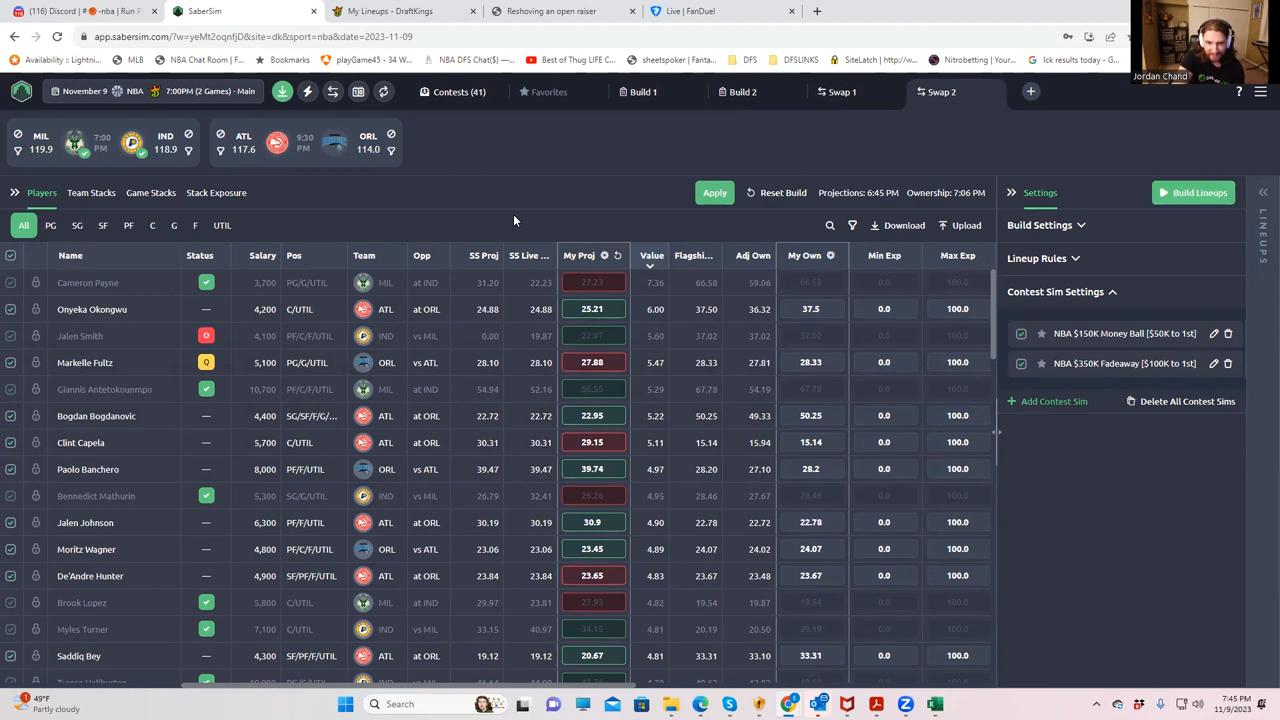 (116) Discord | # -nba | Run P
SaberSim
My Lineups - DraftKings
Reshoving an open raiser
Live | FanDuel
app.sabersim.com/?w=yeMt2oqnfjD&site=dk&sport=nba&date=2023-11-09
Availability :: Lightni...
MLB
NBA Chat Room | F...
Bookmarks
playGame45 - 34 W...
NBA DFS Chat($) —...
Best of Thug LIFE C...
sheetspoker | Fanta...
DFS
DFSLINKS
SiteLatch | http://w...
Nitrobetting | Your...
Ick results today of...
Jordan Chand
November 9
NBA
7:00PM (2 Games) - Main
Contests (41)
Favorites
Build 1
Build 2
Swap 1
Swap 2
?
MIL 119.9
7:00 PM
IND 118.9
ATL 117.6
9:30 PM
ORL 114.0
Players
Team Stacks
Game Stacks
Stack Exposure
Apply
Reset Build
Projections: 6:45 PM
Ownership: 7:06 PM
Settings
Build Lineups
All PG SG SF PF C G F UTIL
Download
Upload
Build Settings
Name Status Salary Pos Team Opp SS Proj SS Live ... My Proj Value Flagshi... Adj Own My Own Min Exp Max Exp
Lineup Rules
Cameron Payne 3,700 PG/G/UTIL MIL at IND 31.20 22.23 27.23 7.36 66.58 59.06 66.58 0.0 100.0
Contest Sim Settings
Onyeka Okongwu — 4,200 C/UTIL ATL at ORL 24.88 24.88 25.21 6.00 37.50 36.32 37.5 0.0 100.0
NBA $150K Money Ball [$50K to 1st]
Jalen Smith O 4,100 PF/C/F/UTIL IND vs MIL 0.00 19.87 22.97 5.60 37.02 37.02 37.02 0.0 100.0
NBA $350K Fadeaway [$100K to 1st]
Markelle Fultz Q 5,100 PG/G/UTIL ORL vs ATL 28.10 28.10 27.88 5.47 28.33 27.81 28.33 0.0 100.0
Giannis Antetokounmpo 10,700 PF/C/F/UTIL MIL at IND 54.94 52.16 56.55 5.29 67.78 54.19 67.78 0.0 100.0
Add Contest Sim
Delete All Contest Sims
Bogdan Bogdanovic — 4,400 SG/SF/F/G/... ATL at ORL 22.72 22.72 22.95 5.22 50.25 49.33 50.25 0.0 100.0
Clint Capela — 5,700 C/UTIL ATL at ORL 30.31 30.31 29.15 5.11 15.14 15.94 15.14 0.0 100.0
Paolo Banchero — 8,000 PF/F/UTIL ORL vs ATL 39.47 39.47 39.74 4.97 28.20 27.10 28.2 0.0 100.0
Bennedict Mathurin 5,300 SG/G/UTIL IND vs MIL 26.79 32.41 26.26 4.95 28.46 27.67 28.46 0.0 100.0
Jalen Johnson — 6,300 PF/F/UTIL ATL at ORL 30.19 30.19 30.9 4.90 22.78 22.72 22.78 0.0 100.0
Moritz Wagner — 4,800 PF/C/F/UTIL ORL vs ATL 23.06 23.06 23.45 4.89 24.07 24.02 24.07 0.0 100.0
De'Andre Hunter — 4,900 SF/PF/F/UTIL ATL at ORL 23.84 23.84 23.65 4.83 23.67 23.48 23.67 0.0 100.0
Brook Lopez 5,800 C/UTIL MIL at IND 29.97 23.81 27.93 4.82 19.54 19.87 19.54 0.0 100.0
Myles Turner 7,100 C/UTIL IND vs MIL 33.15 40.97 34.15 4.81 20.19 20.50 20.19 0.0 100.0
Saddiq Bey — 4,300 SF/PF/F/UTIL ATL at ORL 19.12 19.12 20.67 4.81 33.31 33.10 33.31 0.0 100.0
Tyrese Haliburton
LINEUPS
49°F
Partly cloudy
Search
7:45 PM
11/9/2023